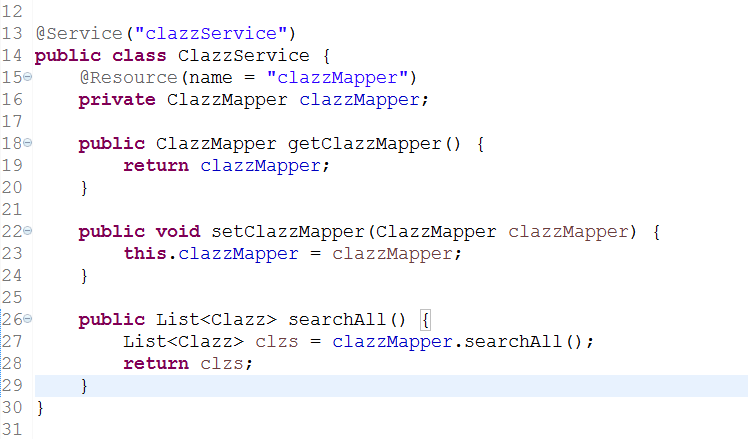 12
13 @Service("clazzService")
14 public class ClazzService {
15     @Resource(name = "clazzMapper")
16     private ClazzMapper clazzMapper;
17
18     public ClazzMapper getClazzMapper() {
19         return clazzMapper;
20     }
21
22     public void setClazzMapper(ClazzMapper clazzMapper) {
23         this.clazzMapper = clazzMapper;
24     }
25
26     public List<Clazz> searchAll() {
27         List<Clazz> clzs = clazzMapper.searchAll();
28         return clzs;
29     }
30 }
31